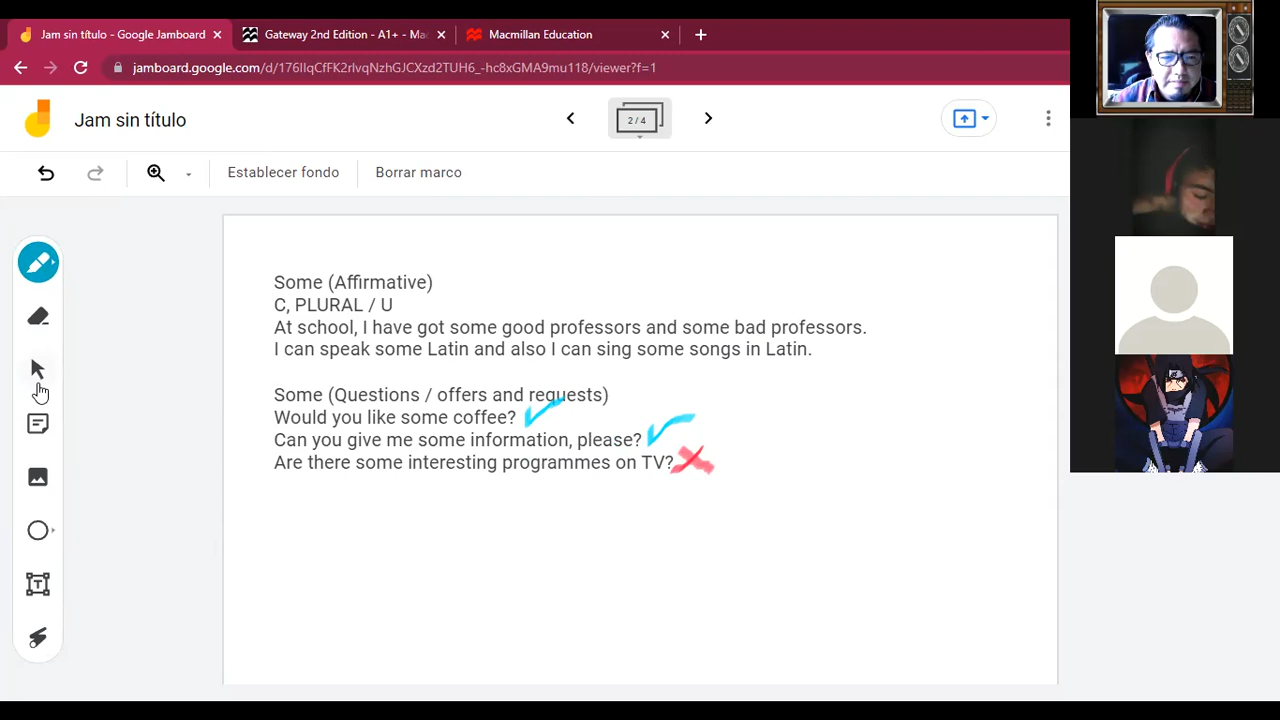 Jam sin título - Google Jamboard
Gateway 2nd Edition - A1+ - Mac
Macmillan Education
jamboard.google.com/d/176IIqCfFK2rlvqNzhGJCXzd2TUH6_-hc8xGMA9mu118/viewer?f=1
Jam sin título
2 / 4
Establecer fondo
Borrar marco
Some (Affirmative)
C, PLURAL / U
At school, I have got some good professors and some bad professors.
I can speak some Latin and also I can sing some songs in Latin.
Some (Questions / offers and requests)
Would you like some coffee?
Can you give me some information, please?
Are there some interesting programmes on TV?